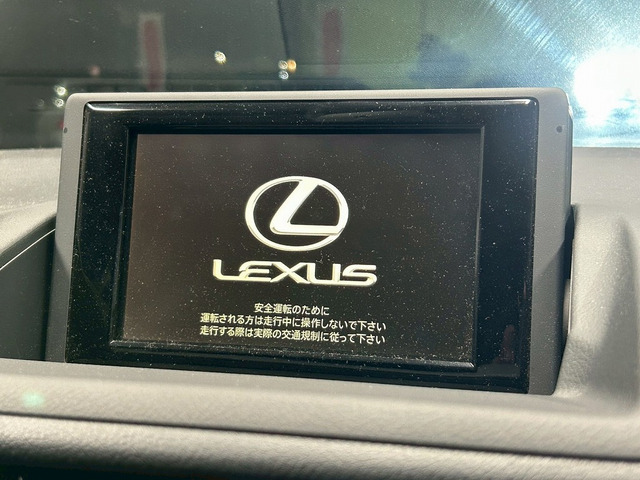 LEXUS
安全運転のために
運転される方は走行中に操作しないで下さい
走行する際は実際の交通規制に従って下さい